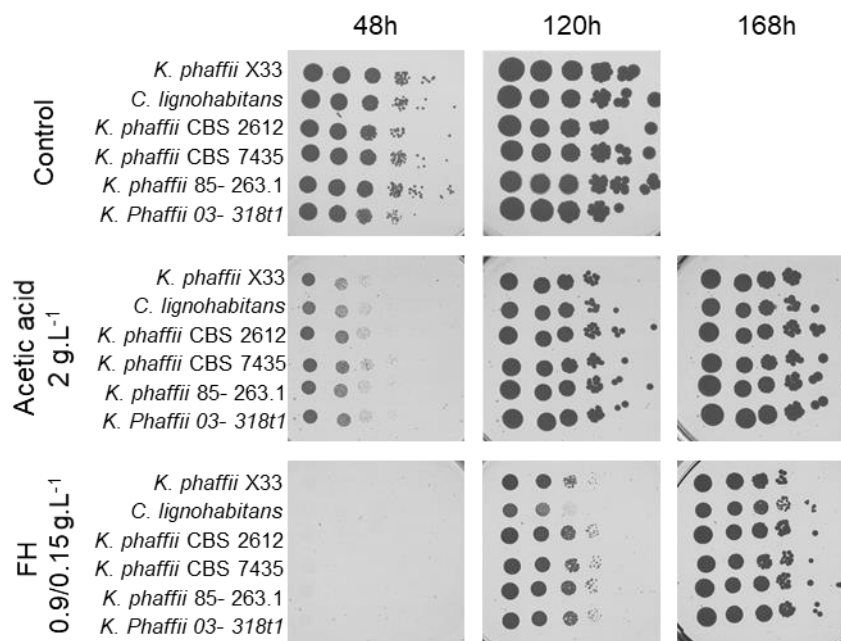 48h 120h 168h
Control
K. phaffii X33
C. lignohabitans
K. phaffii CBS 2612
K. phaffii CBS 7435
K. phaffii 85- 263.1
K. Phaffii 03- 318t1
Acetic acid
2 g.L-1
K. phaffii X33
C. lignohabitans
K. phaffii CBS 2612
K. phaffii CBS 7435
K. phaffii 85- 263.1
K. Phaffii 03- 318t1
FH
0.9/0.15g.L-1
K. phaffii X33
C. lignohabitans
K. phaffii CBS 2612
K. phaffii CBS 7435
K. phaffii 85- 263.1
K. Phaffii 03- 318t1